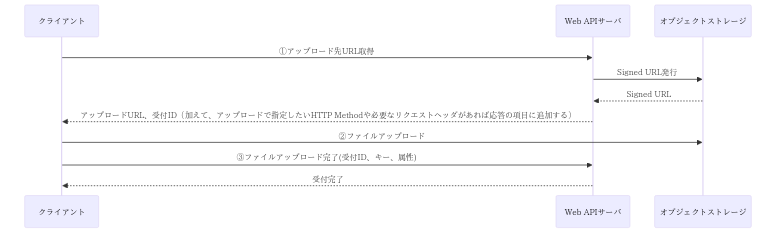 クライアント
Web APIサーバ
オブジェクトストレージ
①アップロード先URL取得
Signed URL発行
Signed URL
アップロードURL、受付ID（加えて、アップロードで指定したいHTTP Methodや必要なリクエストヘッダがあれば応答の項目に追加する）
②ファイルアップロード
③ファイルアップロード完了(受付ID、キー、属性)
受付完了
クライアント
Web APIサーバ
オブジェクトストレージ